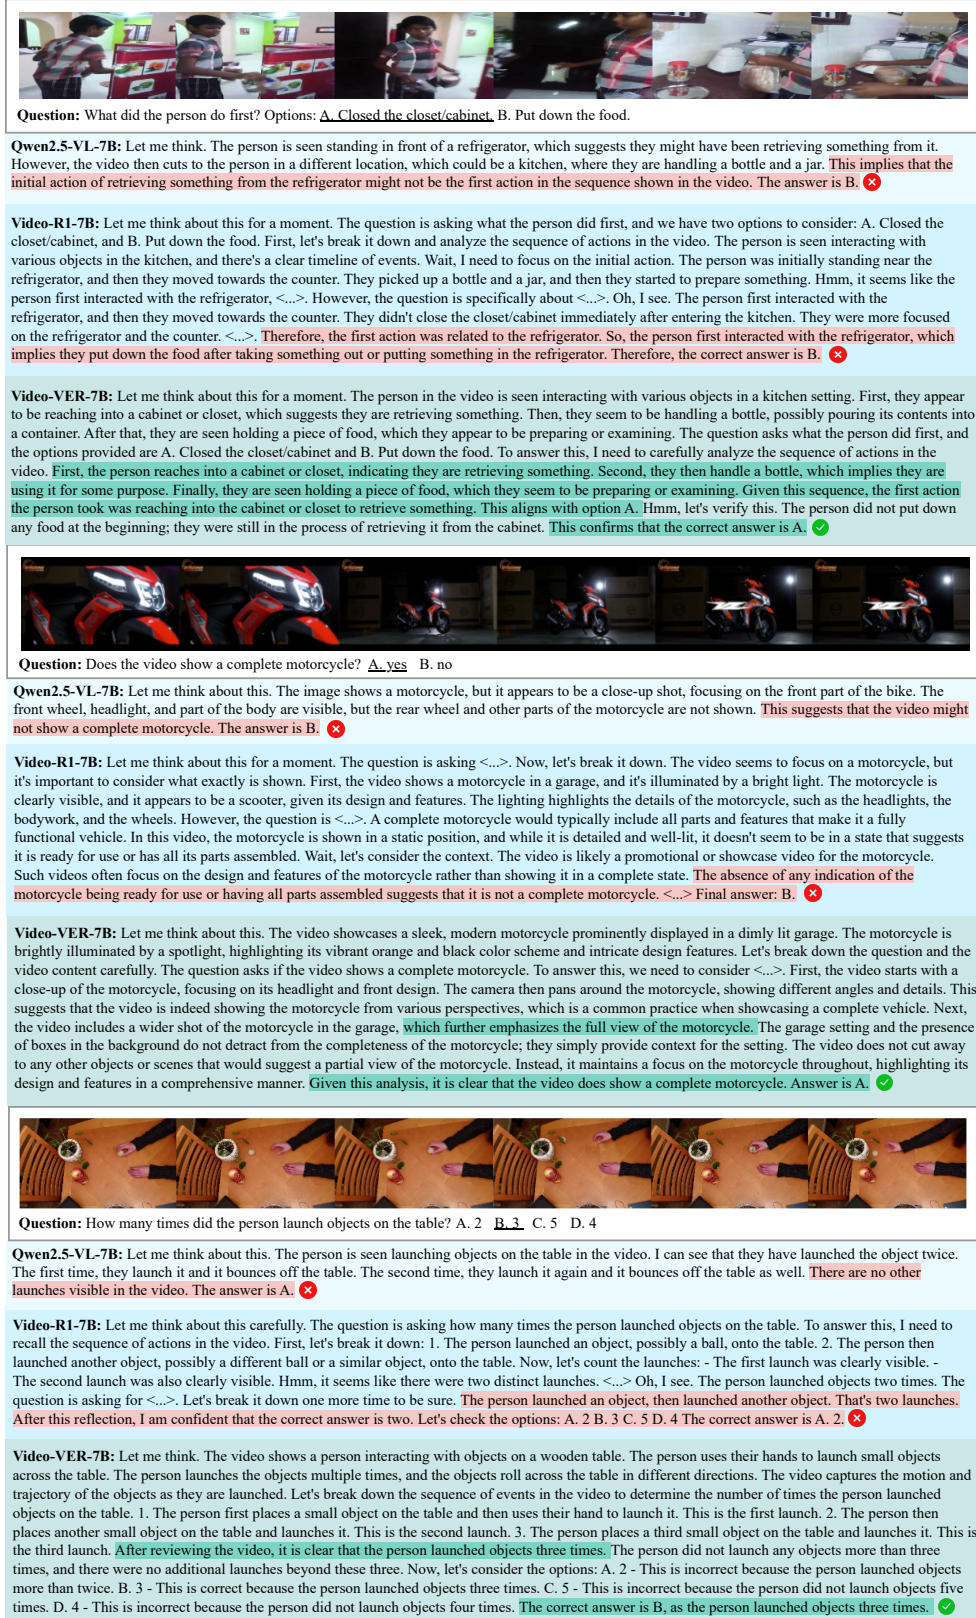 Question: What did the person do first? Options: A. Closed the closet/cabinet. B. Put down the food.
Qwen2.5-VL-7B: Let me think. The person is seen standing in front of a refrigerator, which suggests they might have been retrieving something from it.
However, the video then cuts to the person in a different location, which could be a kitchen, where they are handling a bottle and a jar. This implies that the
initial action of retrieving something from the refrigerator might not be the first action in the sequence shown in the video. The answer is B.
Video-R1-7B: Let me think about this for a moment. The question is asking what the person did first, and we have two options to consider: A. Closed the
closet/cabinet, and B. Put down the food. First, let's break it down and analyze the sequence of actions in the video. The person is seen interacting with
various objects in the kitchen, and there's a clear timeline of events. Wait, I need to focus on the initial action. The person was initially standing near the
refrigerator, and then they moved towards the counter. They picked up a bottle and a jar, and then they started to prepare something. Hmm, it seems like the
person first interacted with the refrigerator, <...>. However, the question is specifically about <...>. Oh, I see. The person first interacted with the
refrigerator, and then they moved towards the counter. They didn't close the closet/cabinet immediately after entering the kitchen. They were more focused
on the refrigerator and the counter. <...>. Therefore, the first action was related to the refrigerator. So, the person first interacted with the refrigerator, which
implies they put down the food after taking something out or putting something in the refrigerator. Therefore, the correct answer is B.
Video-VER-7B: Let me think about this for a moment. The person in the video is seen interacting with various objects in a kitchen setting. First, they appear
to be reaching into a cabinet or closet, which suggests they are retrieving something. Then, they seem to be handling a bottle, possibly pouring its contents into
a container. After that, they are seen holding a piece of food, which they appear to be preparing or examining. The question asks what the person did first, and
the options provided are A. Closed the closet/cabinet and B. Put down the food. To answer this, I need to carefully analyze the sequence of actions in the
video. First, the person reaches into a cabinet or closet, indicating they are retrieving something. Second, they then handle a bottle, which implies they are
using it for some purpose. Finally, they are seen holding a piece of food, which they seem to be preparing or examining. Given this sequence, the first action
the person took was reaching into the cabinet or closet to retrieve something. This aligns with option A. Hmm, let's verify this. The person did not put down
any food at the beginning; they were still in the process of retrieving it from the cabinet. This confirms that the correct answer is A.
Question: Does the video show a complete motorcycle? A. yes B. no
Qwen2.5-VL-7B: Let me think about this. The image shows a motorcycle, but it appears to be a close-up shot, focusing on the front part of the bike. The
front wheel, headlight, and part of the body are visible, but the rear wheel and other parts of the motorcycle are not shown. This suggests that the video might
not show a complete motorcycle. The answer is B.
Video-R1-7B: Let me think about this for a moment. The question is asking <...>. Now, let's break it down. The video seems to focus on a motorcycle, but
it's important to consider what exactly is shown. First, the video shows a motorcycle in a garage, and it's illuminated by a bright light. The motorcycle is
clearly visible, and it appears to be a scooter, given its design and features. The lighting highlights the details of the motorcycle, such as the headlights, the
bodywork, and the wheels. However, the question is <...>. A complete motorcycle would typically include all parts and features that make it a fully
functional vehicle. In this video, the motorcycle is shown in a static position, and while it is detailed and well-lit, it doesn't seem to be in a state that suggests
it is ready for use or has all its parts assembled. Wait, let's consider the context. The video is likely a promotional or showcase video for the motorcycle.
Such videos often focus on the design and features of the motorcycle rather than showing it in a complete state. The absence of any indication of the
motorcycle being ready for use or having all parts assembled suggests that it is not a complete motorcycle. <...> Final answer: B.
Video-VER-7B: Let me think about this. The video showcases a sleek, modern motorcycle prominently displayed in a dimly lit garage. The motorcycle is
brightly illuminated by a spotlight, highlighting its vibrant orange and black color scheme and intricate design features. Let's break down the question and the
video content carefully. The question asks if the video shows a complete motorcycle. To answer this, we need to consider <...>. First, the video starts with a
close-up of the motorcycle, focusing on its headlight and front design. The camera then pans around the motorcycle, showing different angles and details. This
suggests that the video is indeed showing the motorcycle from various perspectives, which is a common practice when showcasing a complete vehicle. Next,
the video includes a wider shot of the motorcycle in the garage, which further emphasizes the full view of the motorcycle. The garage setting and the presence
of boxes in the background do not detract from the completeness of the motorcycle; they simply provide context for the setting. The video does not cut away
to any other objects or scenes that would suggest a partial view of the motorcycle. Instead, it maintains a focus on the motorcycle throughout, highlighting its
design and features in a comprehensive manner. Given this analysis, it is clear that the video does show a complete motorcycle. Answer is A.
Question: How many times did the person launch objects on the table? A. 2 B. 3 C. 5 D. 4
Qwen2.5-VL-7B: Let me think about this. The person is seen launching objects on the table in the video. I can see that they have launched the object twice.
The first time, they launch it and it bounces off the table. The second time, they launch it again and it bounces off the table as well. There are no other
launches visible in the video. The answer is A.
Video-R1-7B: Let me think about this carefully. The question is asking how many times the person launched objects on the table. To answer this, I need to
recall the sequence of actions in the video. First, let's break it down: 1. The person launched an object, possibly a ball, onto the table. 2. The person then
launched another object, possibly a different ball or a similar object, onto the table. Now, let's count the launches: - The first launch was clearly visible. -
The second launch was also clearly visible. Hmm, it seems like there were two distinct launches. <...> Oh, I see. The person launched objects two times. The
question is asking for <...>. Let's break it down one more time to be sure. The person launched an object, then launched another object. That's two launches.
After this reflection, I am confident that the correct answer is two. Let's check the options: A. 2 B. 3 C. 5 D. 4 The correct answer is A. 2.
Video-VER-7B: Let me think. The video shows a person interacting with objects on a wooden table. The person uses their hands to launch small objects
across the table. The person launches the objects multiple times, and the objects roll across the table in different directions. The video captures the motion and
trajectory of the objects as they are launched. Let's break down the sequence of events in the video to determine the number of times the person launched
objects on the table. 1. The person first places a small object on the table and then uses their hand to launch it. This is the first launch. 2. The person then
places another small object on the table and launches it. This is the second launch. 3. The person places a third small object on the table and launches it. This is
the third launch. After reviewing the video, it is clear that the person launched objects three times. The person did not launch any objects more than three
times, and there were no additional launches beyond these three. Now, let's consider the options: A. 2 - This is incorrect because the person launched objects
more than twice. B. 3 - This is correct because the person launched objects three times. C. 5 - This is incorrect because the person did not launch objects five
times. D. 4 - This is incorrect because the person did not launch objects four times. The correct answer is B, as the person launched objects three times.